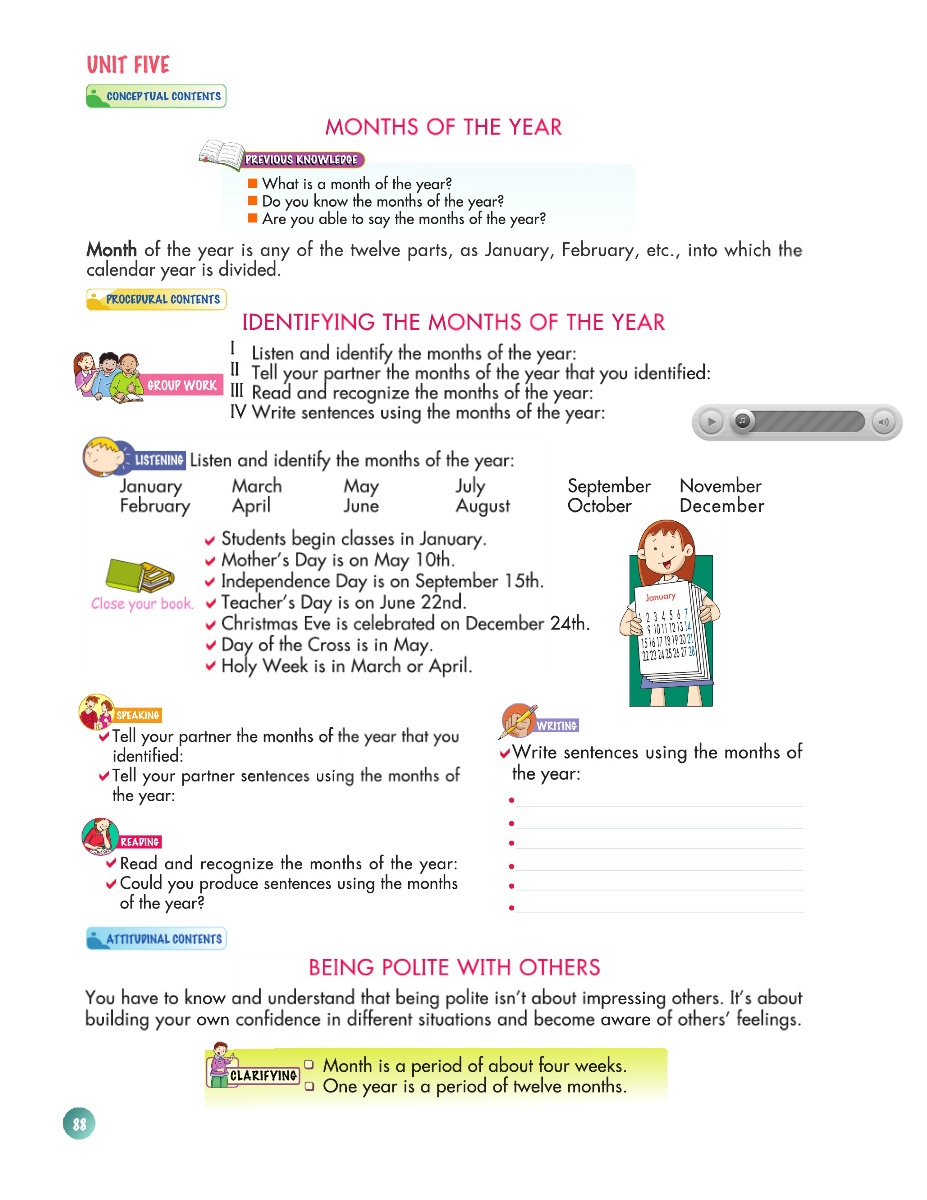 UNIT FIVE
CONCEPTUAL CONTENTS
MONTHS OF THE YEAR
PREVIOUS KNOWLEDGE
What is a month of the year?
Do you know the months of the year?
Are you able to say the months of the year?
Month of the year is any of the twelve parts, as January, February, etc., into which the
calendar year is divided.
PROCEDURAL CONTENTS
IDENTIFYING THE MONTHS OF THE YEAR
GROUP WORK
I Listen and identify the months of the year:
II Tell your partner the months of the year that you identified:
III Read and recognize the months of the year:
IV Write sentences using the months of the year:
LISTENING Listen and identify the months of the year:
January March May July September November
February April June August October December
Close your book.
Students begin classes in January.
Mother's Day is on May 10th.
Independence Day is on September 15th.
Teacher's Day is on June 22nd.
Christmas Eve is celebrated on December 24th.
Day of the Cross is in May.
Holy Week is in March or April.
January
1 2 3 4 5 6 7
9 10 11 12 13 14
15 16 17 18 19 20 21
22 23 24 25 26 27 28
SPEAKING
Tell your partner the months of the year that you
identified:
Tell your partner sentences using the months of
the year:
READING
Read and recognize the months of the year:
Could you produce sentences using the months
of the year?
WRITING
Write sentences using the months of
the year:
ATTITUDINAL CONTENTS
BEING POLITE WITH OTHERS
You have to know and understand that being polite isn't about impressing others. It's about
building your own confidence in different situations and become aware of others' feelings.
CLARIFYING
Month is a period of about four weeks.
One year is a period of twelve months.
88